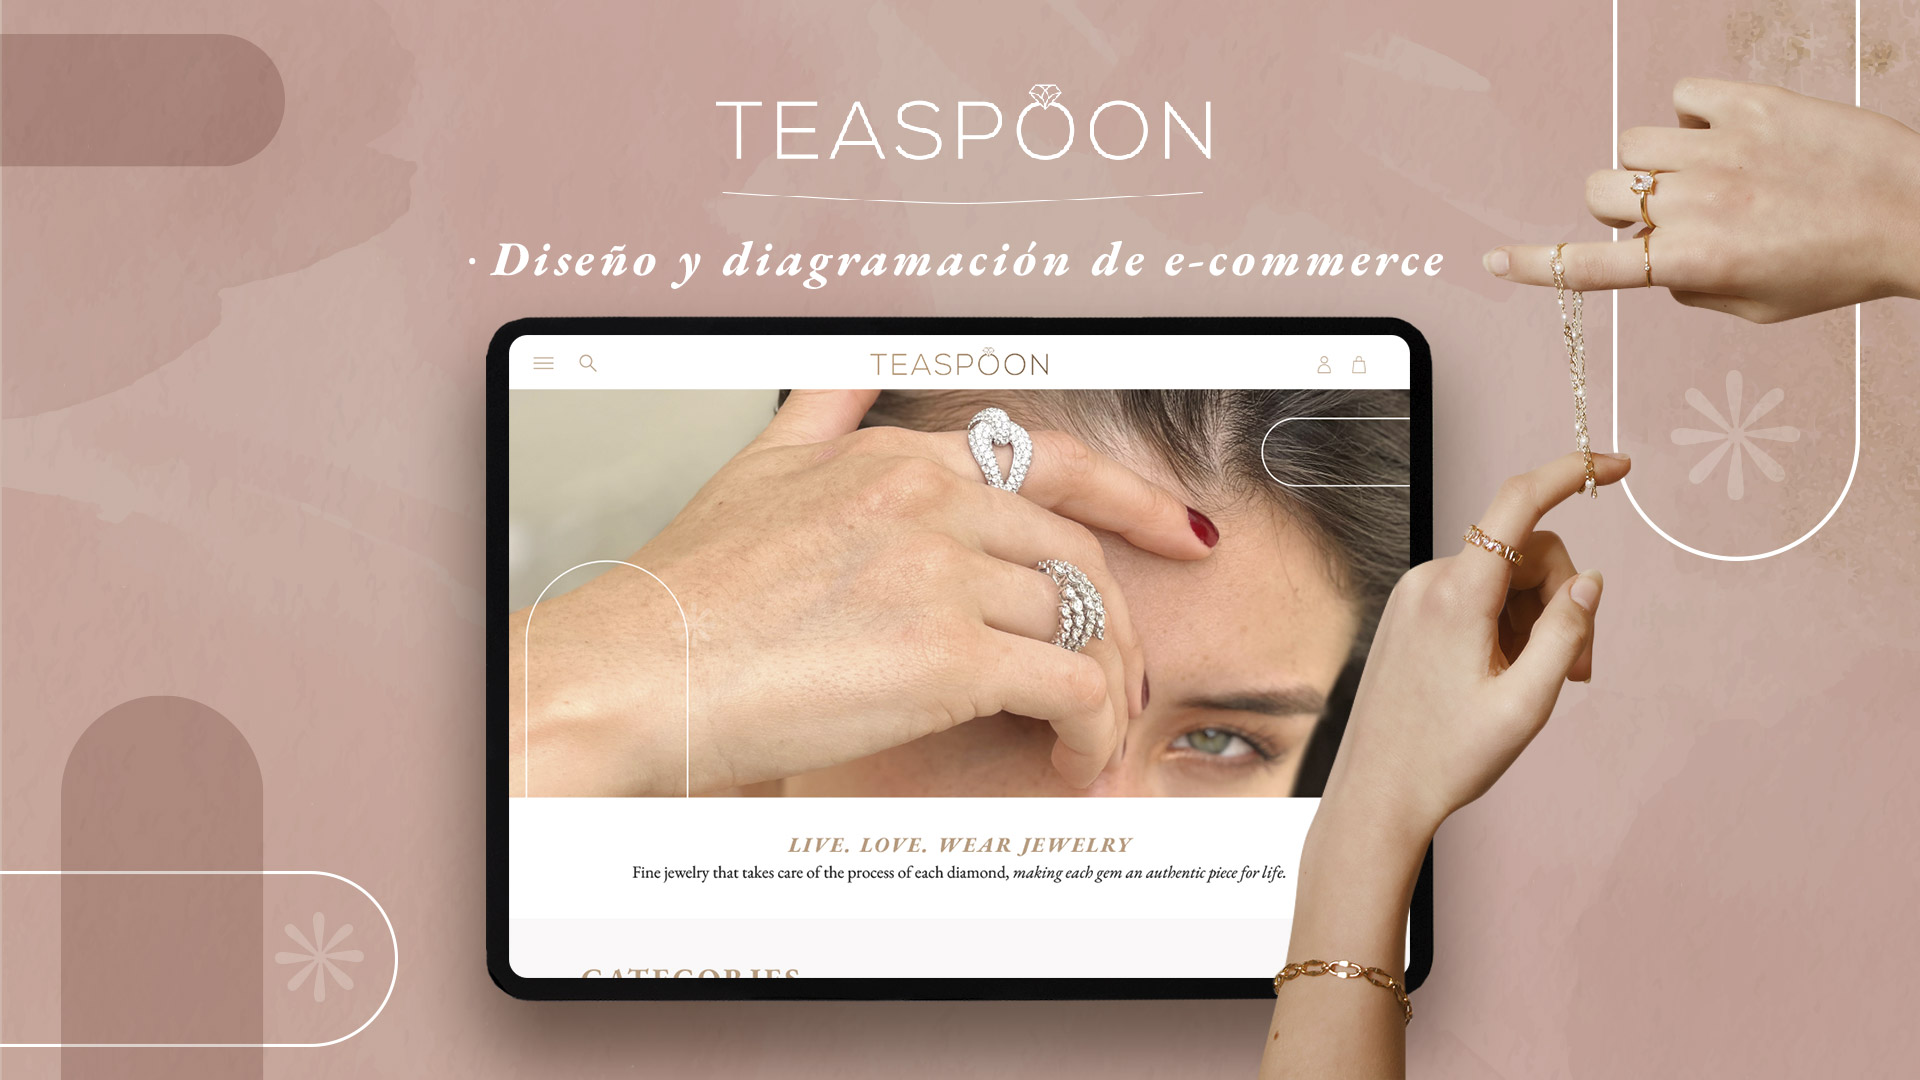 TEASPOON
· Diseño y diagramación de e-commerce
TEASPOON
LIVE. LOVE. WEAR JEWELRY
Fine jewelry that takes care of the process of each diamond, making each gem an authentic piece for life.
CATEGORIES